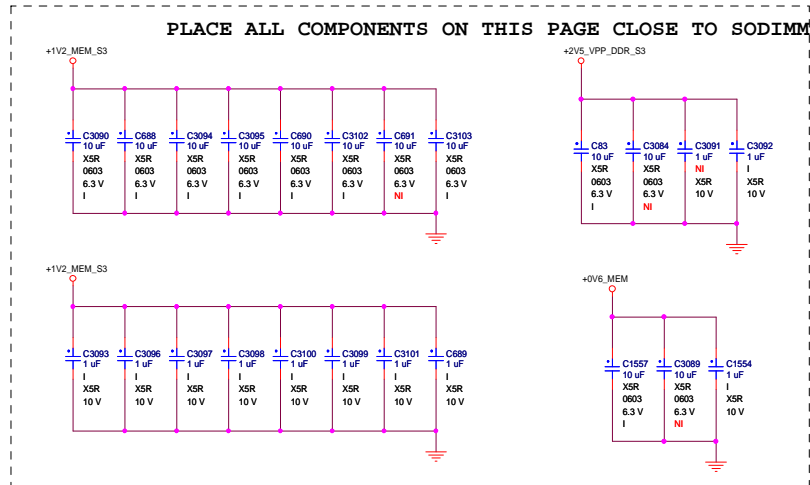 PLACE ALL COMPONENTS ON THIS PAGE CLOSE TO SODIMM
+1V2_MEM_S3
C3090
10 uF
X5R
0603
6.3 V
I
C688
10 uF
X5R
0603
6.3 V
I
C3094
10 uF
X5R
0603
6.3 V
I
C3095
10 uF
X5R
0603
6.3 V
I
C690
10 uF
X5R
0603
6.3 V
I
C3102
10 uF
X5R
0603
6.3 V
I
C691
10 uF
X5R
0603
6.3 V
NI
C3103
10 uF
X5R
0603
6.3 V
I
+2V5_VPP_DDR_S3
C83
10 uF
X5R
0603
6.3 V
I
C3084
10 uF
X5R
0603
6.3 V
NI
C3091
1 uF
NI
X5R
10 V
C3092
1 uF
I
X5R
10 V
+1V2_MEM_S3
C3093
1 uF
I
X5R
10 V
C3096
1 uF
I
X5R
10 V
C3097
1 uF
I
X5R
10 V
C3098
1 uF
I
X5R
10 V
C3100
1 uF
I
X5R
10 V
C3099
1 uF
I
X5R
10 V
C3101
1 uF
I
X5R
10 V
C689
1 uF
I
X5R
10 V
+0V6_MEM
C1557
10 uF
X5R
0603
6.3 V
I
C3089
10 uF
X5R
0603
6.3 V
NI
C1554
1 uF
I
X5R
10 V